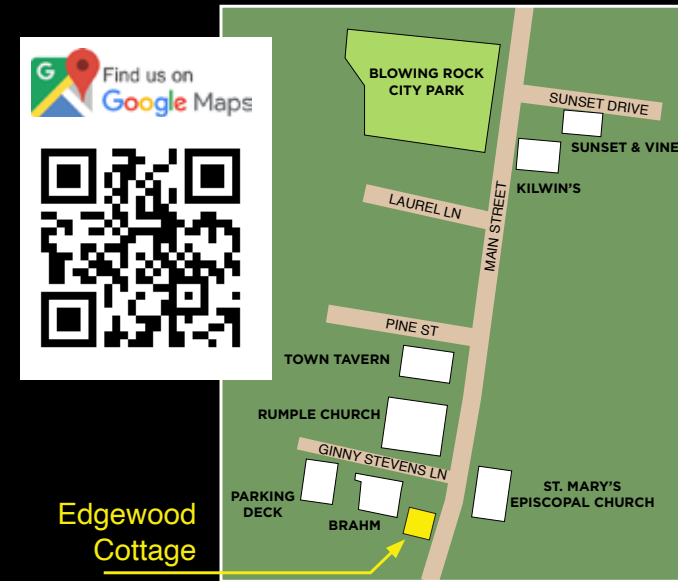 G
Find us on
Google Maps
BLOWING ROCK
CITY PARK
SUNSET DRIVE
SUNSET & VINE
KILWIN'S
LAUREL LN
MAIN STREET
PINE ST
TOWN TAVERN
RUMPLE CHURCH
GINNY STEVENS LN
PARKING
DECK
BRAHM
ST. MARY'S
EPISCOPAL CHURCH
Edgewood
Cottage